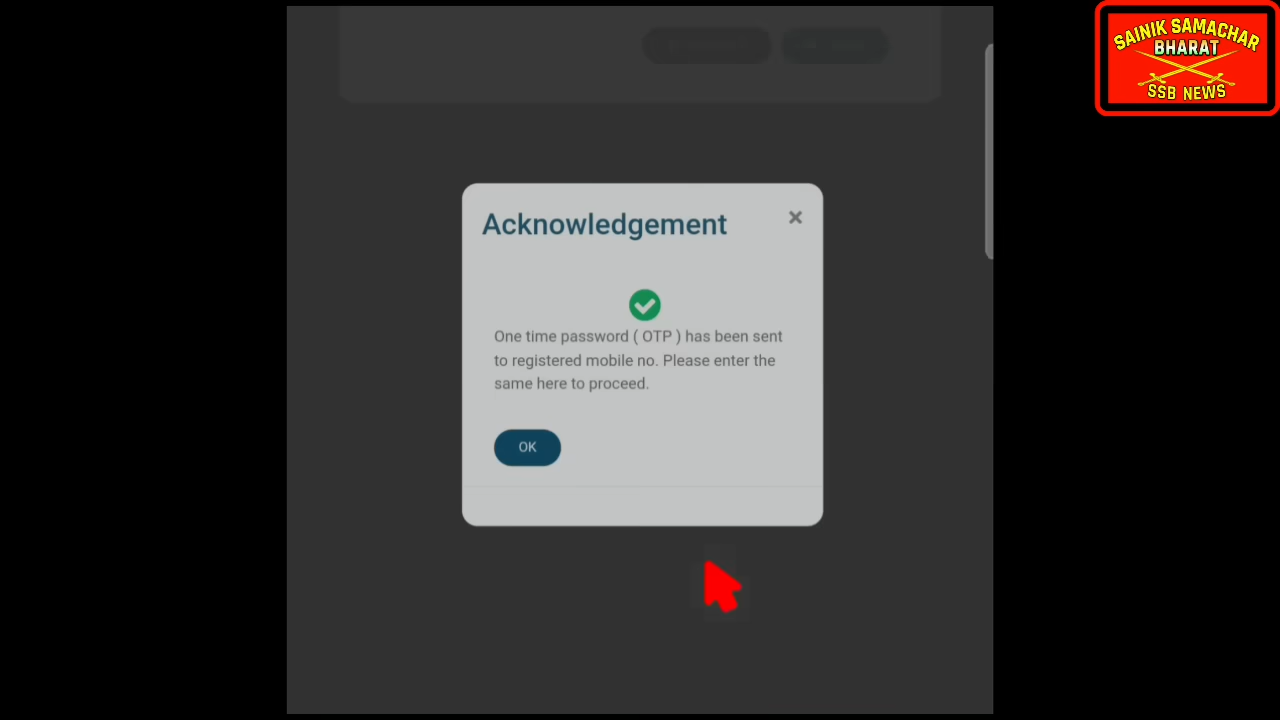 SAINIK SAMACHAR
BHARAT
SSB NEWS
Acknowledgement
×
One time password ( OTP ) has been sent
to registered mobile no. Please enter the
same here to proceed.
OK